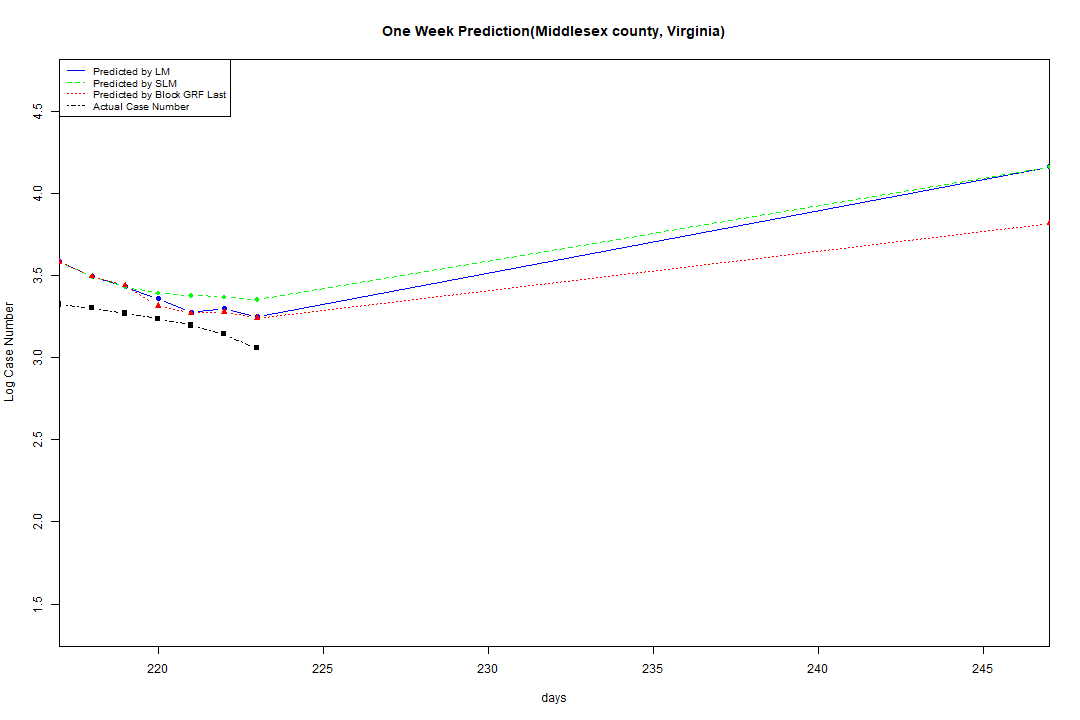 One Week Prediction(Middlesex county, Virginia)
Predicted by LM
Predicted by SLM
Predicted by Block GRF Last
Actual Case Number
4.5
4.0
3.5
3.0
2.5
2.0
1.5
Log Case Number
220
225
230
235
240
245
days